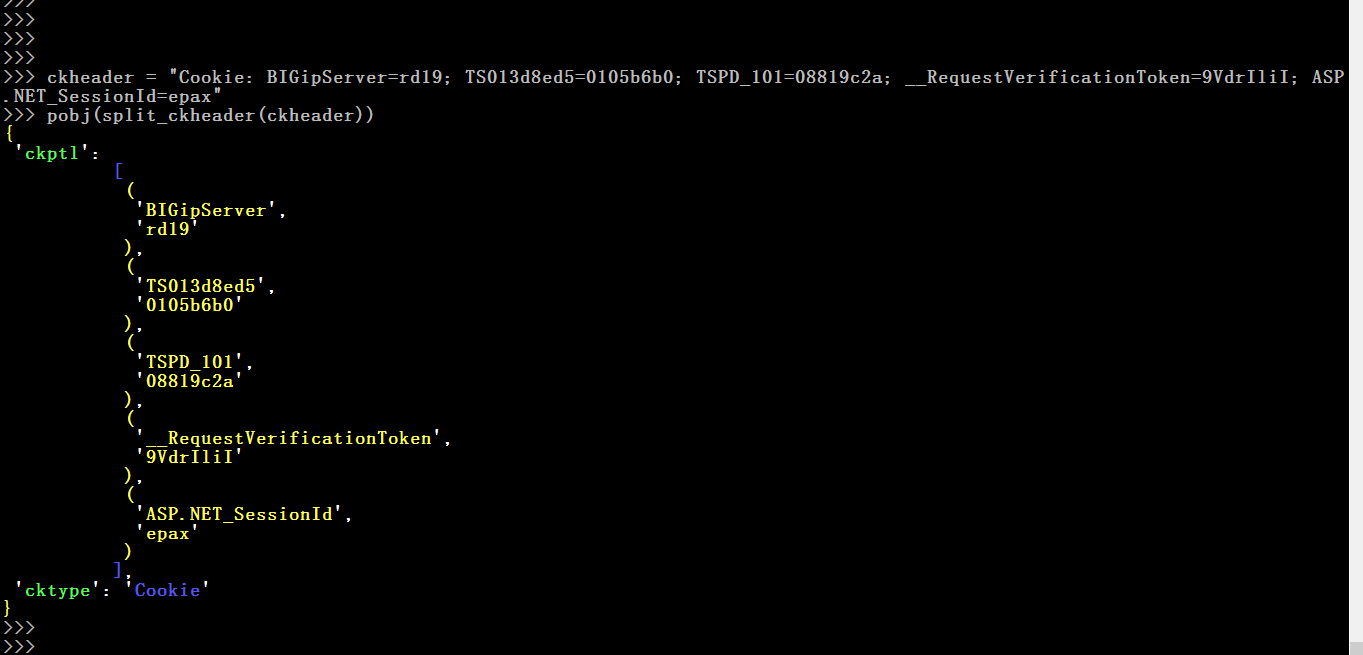 >>>
>>>
>>>
>>>
>>> ckheader = "Cookie: BIGipServer=rd19; TS013d8ed5=0105b6b0; TSPD_101=08819c2a; __RequestVerificationToken=9VdrIliI; ASP
.NET_SessionId=epax"
>>> pobj(split_ckheader(ckheader))
{
 'ckptl':
          [
           (
            'BIGipServer',
            'rd19'
           ),
           (
            'TS013d8ed5',
            '0105b6b0'
           ),
           (
            'TSPD_101',
            '08819c2a'
           ),
           (
            '__RequestVerificationToken',
            '9VdrIliI'
           ),
           (
            'ASP.NET_SessionId',
            'epax'
           )
          ],
 'cktype': 'Cookie'
}
>>>
>>>